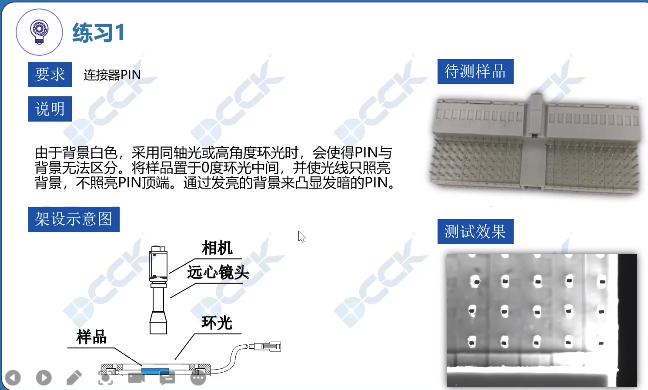 练习1
要求
连接器PIN
说明
由于背景白色，采用同轴光或高角度环光时，会使得PIN与
背景无法区分。将样品置于0度环光中间，并使光线只照亮
背景，不照亮PIN顶端。通过发亮的背景来凸显发暗的PIN。
架设示意图
相机
远心镜头
样品
环光
待测样品
测试效果
DCCK
DCCK
DCCK
DCCK
DCCK
DCCK